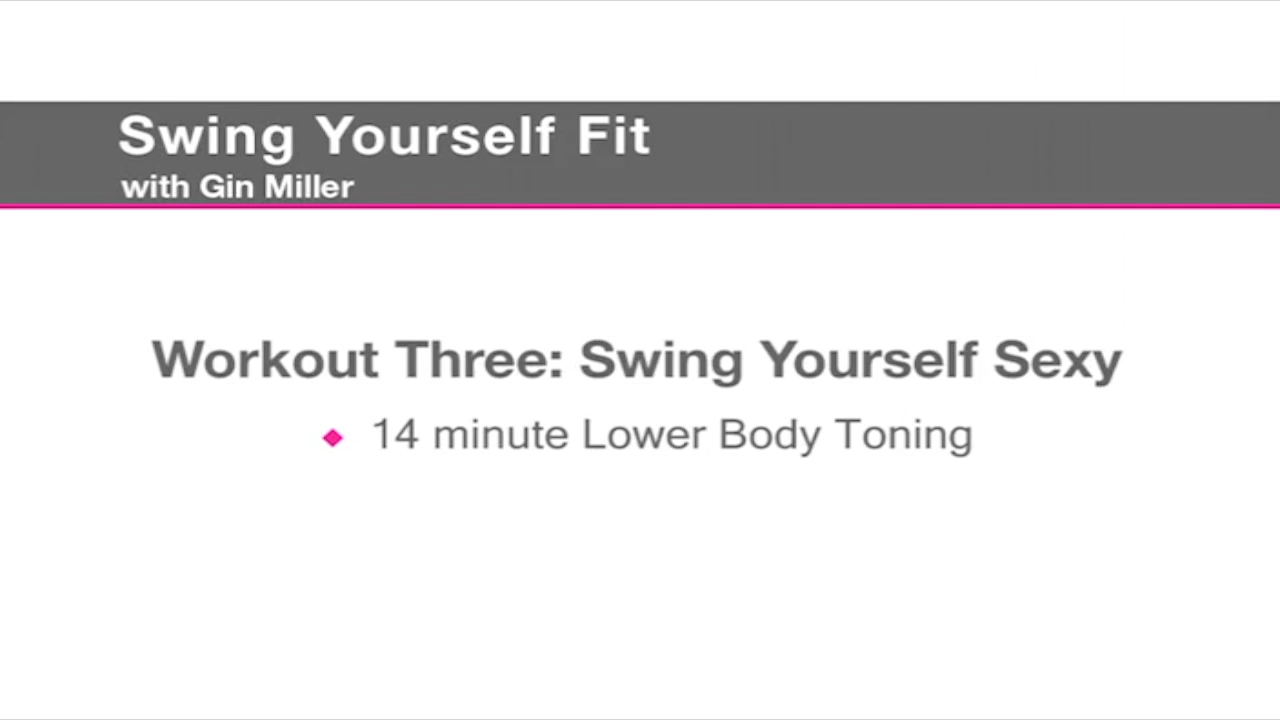 Swing Yourself Fit
with Gin Miller
Workout Three: Swing Yourself Sexy
14 minute Lower Body Toning